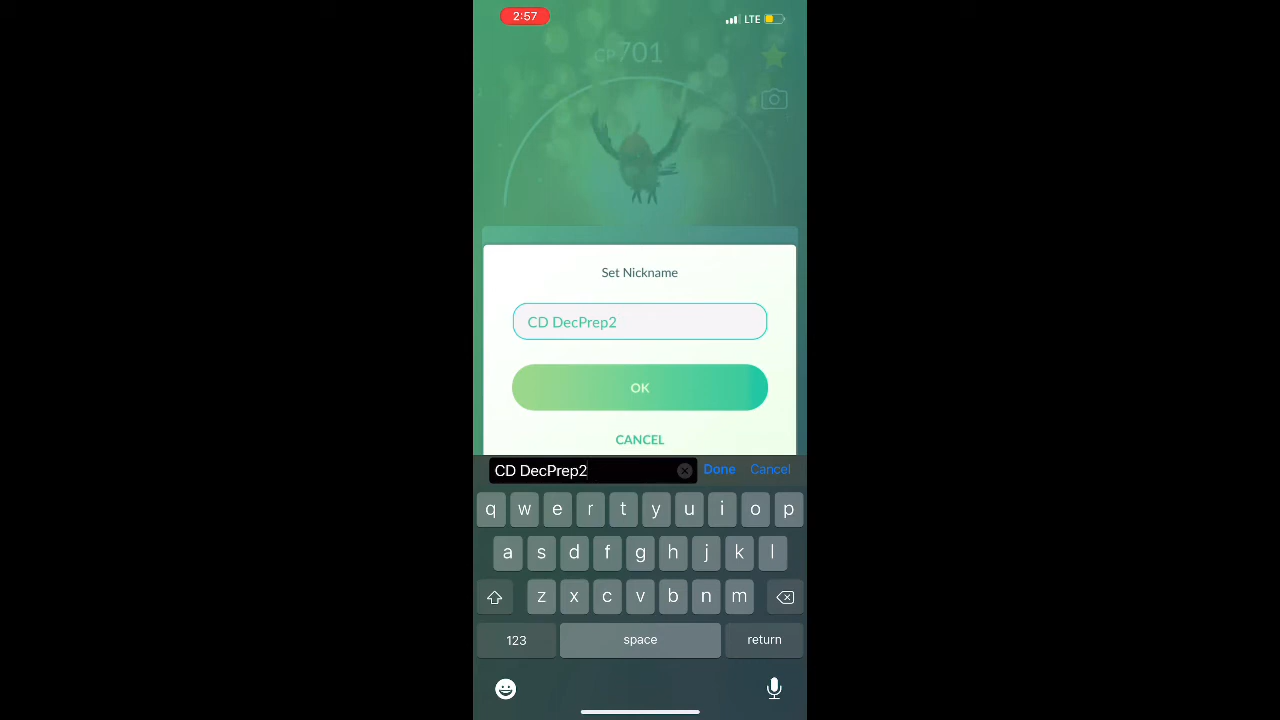 2:57
LTE
CP701
Set Nickname
CD DecPrep2
OK
CANCEL
CD DecPrep2 Done Cancel
q w e r t y u i o p
a s d f g h j k l
z x c v b n m
123 space return